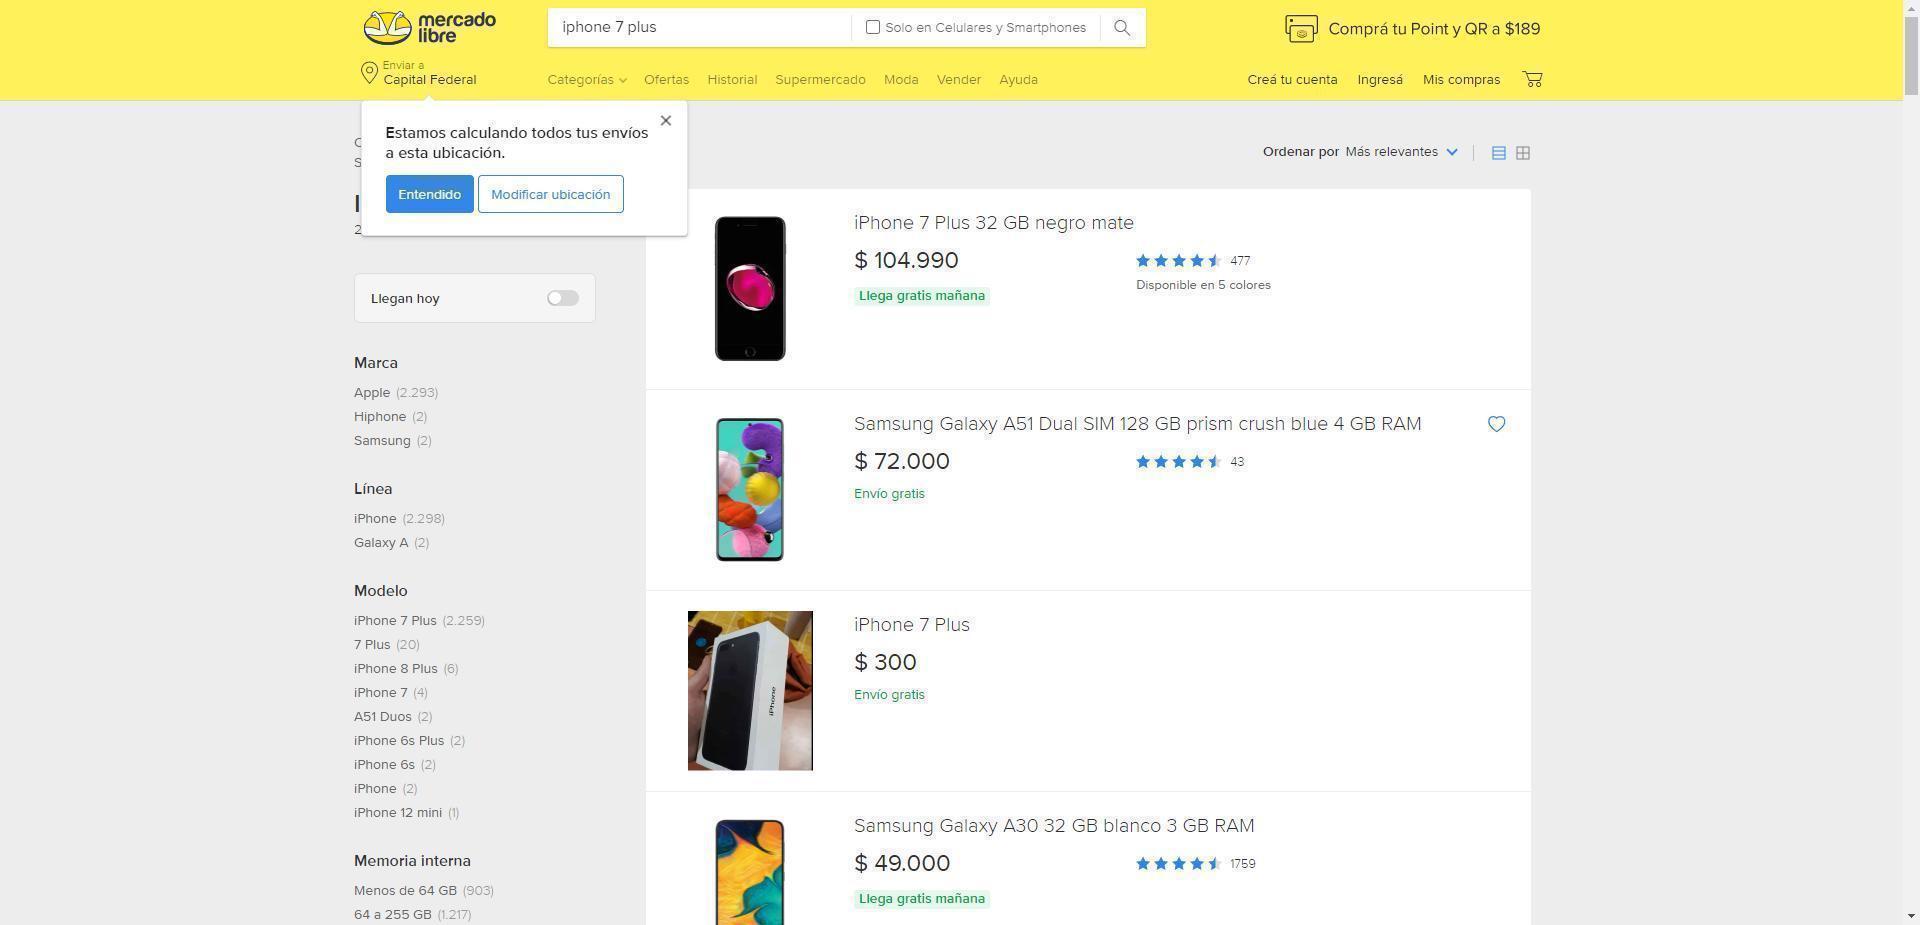 mercado
libre
iphone 7 plus
Solo en Celulares y Smartphones
Comprá tu Point y QR a $189
Enviar a
Capital Federal
Categorías Ofertas Historial Supermercado Moda Vender Ayuda
Creá tu cuenta Ingresá Mis compras
Estamos calculando todos tus envíos
a esta ubicación.
Entendido Modificar ubicación
Ordenar por Más relevantes
Llegan hoy
Marca
Apple (2.293)
Hiphone (2)
Samsung (2)
Línea
iPhone (2.298)
Galaxy A (2)
Modelo
iPhone 7 Plus (2.259)
7 Plus (20)
iPhone 8 Plus (6)
iPhone 7 (4)
A51 Duos (2)
iPhone 6s Plus (2)
iPhone 6s (2)
iPhone (2)
iPhone 12 mini (1)
Memoria interna
Menos de 64 GB (903)
64 a 255 GB (1.217)
iPhone 7 Plus 32 GB negro mate
$ 104.990
477
Llega gratis mañana
Disponible en 5 colores
Samsung Galaxy A51 Dual SIM 128 GB prism crush blue 4 GB RAM
$ 72.000
43
Envío gratis
iPhone
iPhone 7 Plus
$ 300
Envío gratis
Samsung Galaxy A30 32 GB blanco 3 GB RAM
$ 49.000
1759
Llega gratis mañana